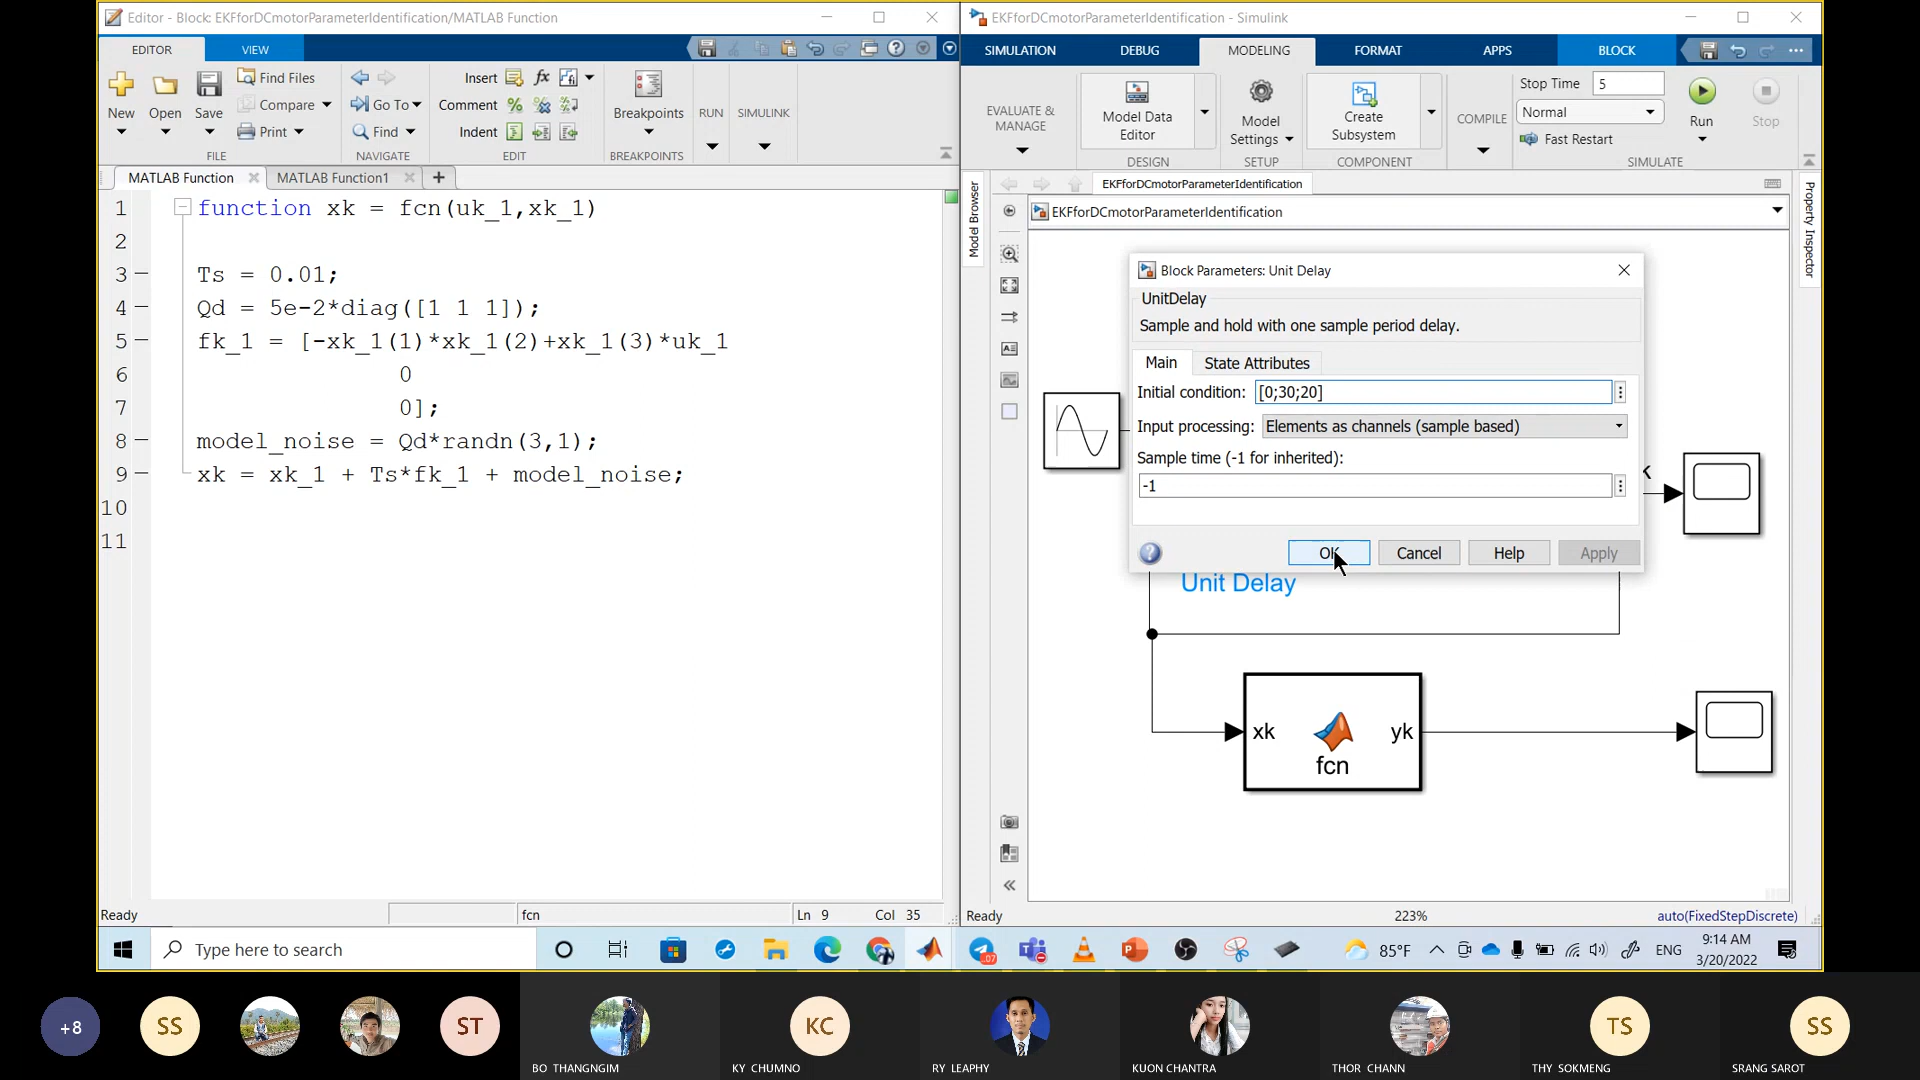 Editor - Block: EKFforDCmotorParameterIdentification/MATLAB Function
EDITOR VIEW
New Open Save
Find Files
Compare
Print
FILE
Go To
Find
NAVIGATE
Insert
Comment
Indent
EDIT
Breakpoints
BREAKPOINTS
RUN
SIMULINK
MATLAB Function
MATLAB Function1
1 function xk = fcn(uk_1,xk_1)
2
3 Ts = 0.01;
4 Qd = 5e-2*diag([1 1 1]);
5 fk_1 = [-xk_1(1)*xk_1(2)+xk_1(3)*uk_1
6 0
7 0];
8 model_noise = Qd*randn(3,1);
9 xk = xk_1 + Ts*fk_1 + model_noise;
10
11
Ready
fcn
Ln 9 Col 35
EKFforDCmotorParameterIdentification - Simulink
SIMULATION DEBUG MODELING FORMAT APPS BLOCK
EVALUATE & MANAGE
Model Data Editor
DESIGN
Model Settings
SETUP
Create Subsystem
COMPONENT
COMPILE
Stop Time 5
Normal
Fast Restart
Run
Stop
SIMULATE
Model Browser
EKFforDCmotorParameterIdentification
EKFforDCmotorParameterIdentification
Property Inspector
Block Parameters: Unit Delay
UnitDelay
Sample and hold with one sample period delay.
Main State Attributes
Initial condition: [0;30;20]
Input processing: Elements as channels (sample based)
Sample time (-1 for inherited):
-1
OK Cancel Help Apply
Unit Delay
xk yk
fcn
Ready
223%
auto(FixedStepDiscrete)
Type here to search
85°F
ENG
9:14 AM
3/20/2022
+8
SS
ST
BO THANGNGIM
KC
KY CHUMNO
RY LEAPHY
KUON CHANTRA
THOR CHANN
TS
THY SOKMENG
SS
SRANG SAROT